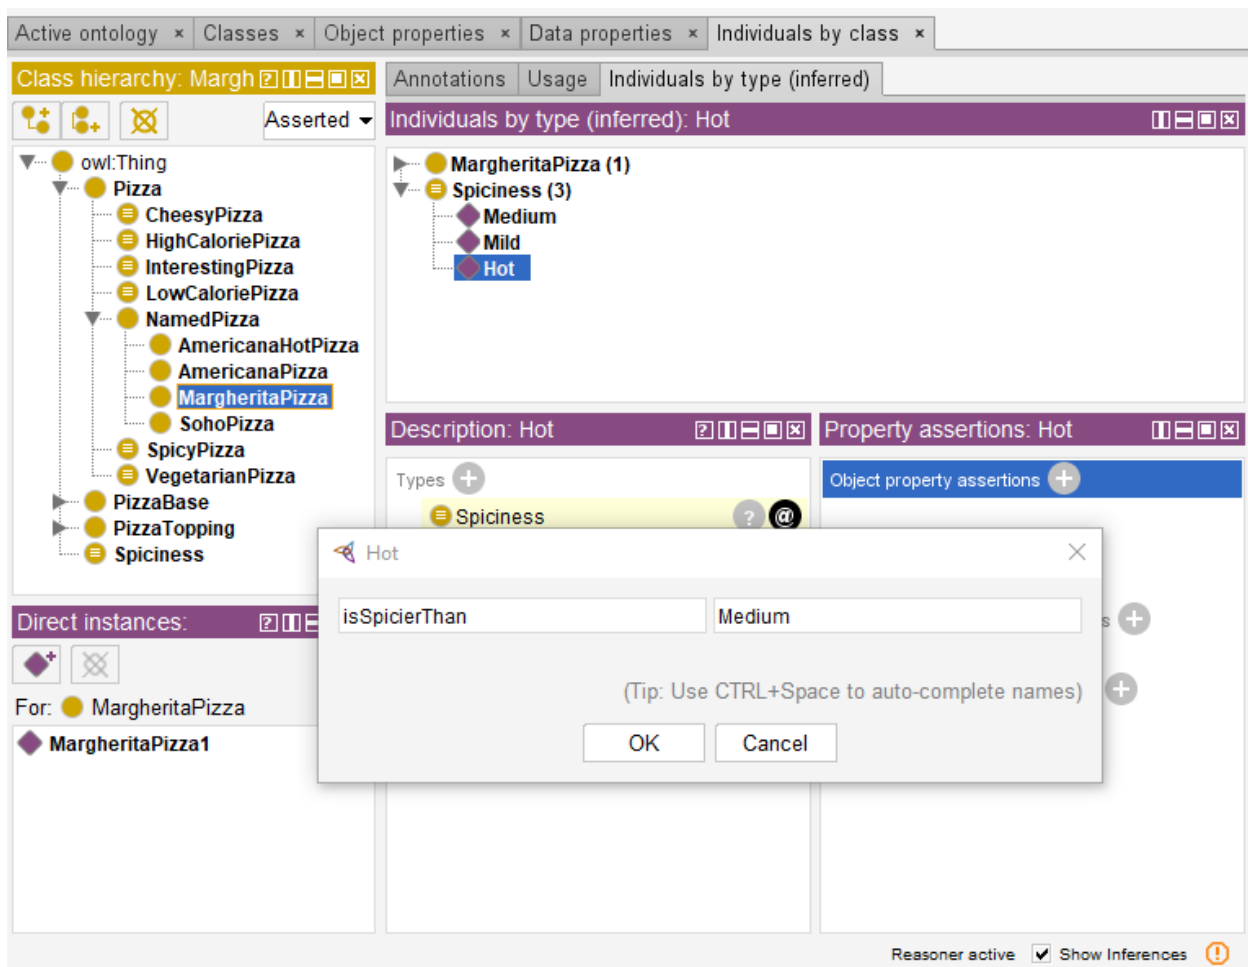 Active ontology × Classes × Object properties × Data properties × Individuals by class ×
Class hierarchy: Margh
Asserted
owl:Thing
Pizza
CheesyPizza
HighCaloriePizza
InterestingPizza
LowCaloriePizza
NamedPizza
AmericanaHotPizza
AmericanaPizza
MargheritaPizza
SohoPizza
SpicyPizza
VegetarianPizza
PizzaBase
PizzaTopping
Spiciness
Annotations Usage Individuals by type (inferred)
Individuals by type (inferred): Hot
MargheritaPizza (1)
Spiciness (3)
Medium
Mild
Hot
Description: Hot
Types
Spiciness
Property assertions: Hot
Object property assertions
s
Hot
isSpicierThan Medium
(Tip: Use CTRL+Space to auto-complete names)
OK Cancel
Direct instances:
For: MargheritaPizza
MargheritaPizza1
Reasoner active Show Inferences